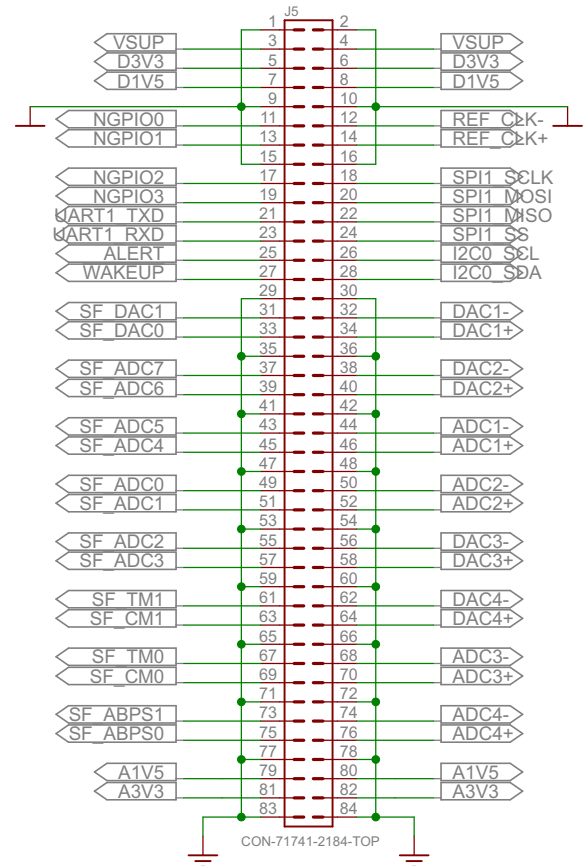 J5
1 2
VSUP 3 4 VSUP
D3V3 5 6 D3V3
D1V5 7 8 D1V5
9 10
NGPIO0 11 12 REF_CLK-
NGPIO1 13 14 REF_CLK+
15 16
NGPIO2 17 18 SPI1_SCLK
NGPIO3 19 20 SPI1_MOSI
UART1_TXD 21 22 SPI1_MISO
UART1_RXD 23 24 SPI1_SS
ALERT 25 26 I2C0_SCL
WAKEUP 27 28 I2C0_SDA
29 30
SF_DAC1 31 32 DAC1-
SF_DAC0 33 34 DAC1+
35 36
SF_ADC7 37 38 DAC2-
SF_ADC6 39 40 DAC2+
41 42
SF_ADC5 43 44 ADC1-
SF_ADC4 45 46 ADC1+
47 48
SF_ADC0 49 50 ADC2-
SF_ADC1 51 52 ADC2+
53 54
SF_ADC2 55 56 DAC3-
SF_ADC3 57 58 DAC3+
59 60
SF_TM1 61 62 DAC4-
SF_CM1 63 64 DAC4+
65 66
SF_TM0 67 68 ADC3-
SF_CM0 69 70 ADC3+
71 72
SF_ABPS1 73 74 ADC4-
SF_ABPS0 75 76 ADC4+
77 78
A1V5 79 80 A1V5
A3V3 81 82 A3V3
83 84
CON-71741-2184-TOP